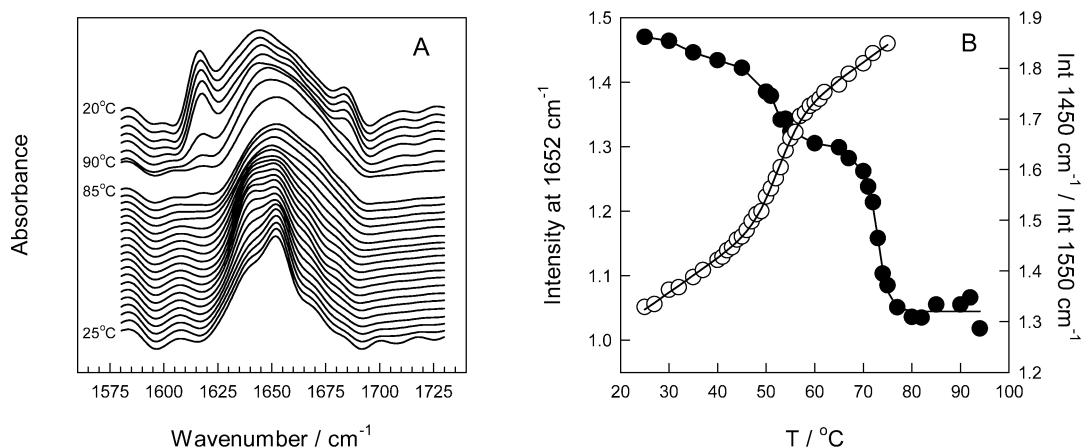 A
20°C
90°C
85°C
25°C
Absorbance
1575 1600 1625 1650 1675 1700 1725
Wavenumber / cm⁻¹
B
1.5
1.4
1.3
1.2
1.1
1.0
Intensity at 1652 cm⁻¹
1.9
1.8
1.7
1.6
1.5
1.4
1.3
1.2
Int 1450 cm⁻¹ / Int 1550 cm⁻¹
20 30 40 50 60 70 80 90 100
T / °C